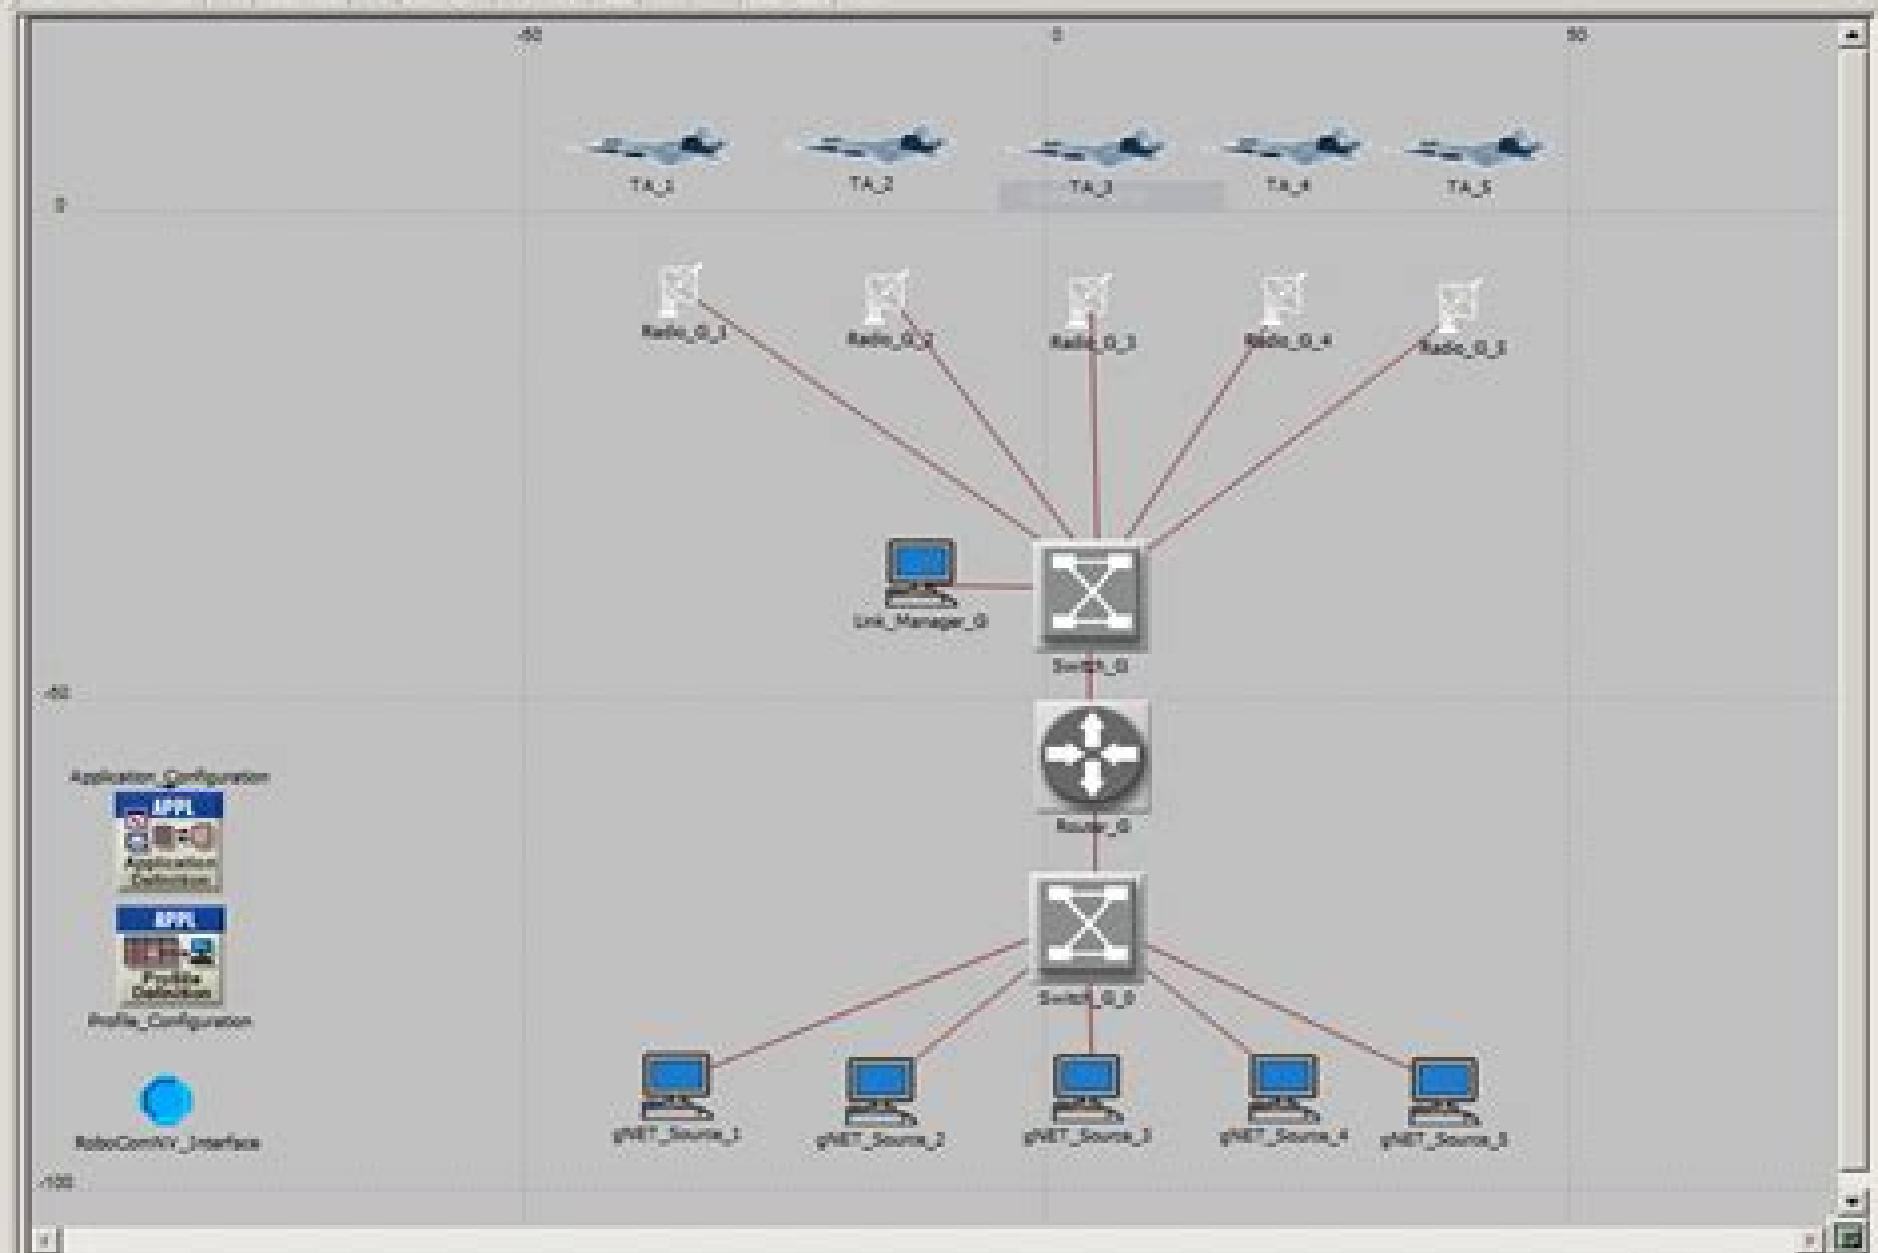 -50 0 50
TA_1 TA_2 TA_3 TA_4 TA_5
0
Radio_G_1 Radio_G_2 Radio_G_3 Radio_G_4 Radio_G_5
Link_Manager_G
Switch_G
-50
Application_Configuration
APPL
Application
Definition
Router_G
APPL
Profile
Definition
Profile_Configuration
Switch_G_0
gNET_Source_1 gNET_Source_2 gNET_Source_3 gNET_Source_4 gNET_Source_5
-100